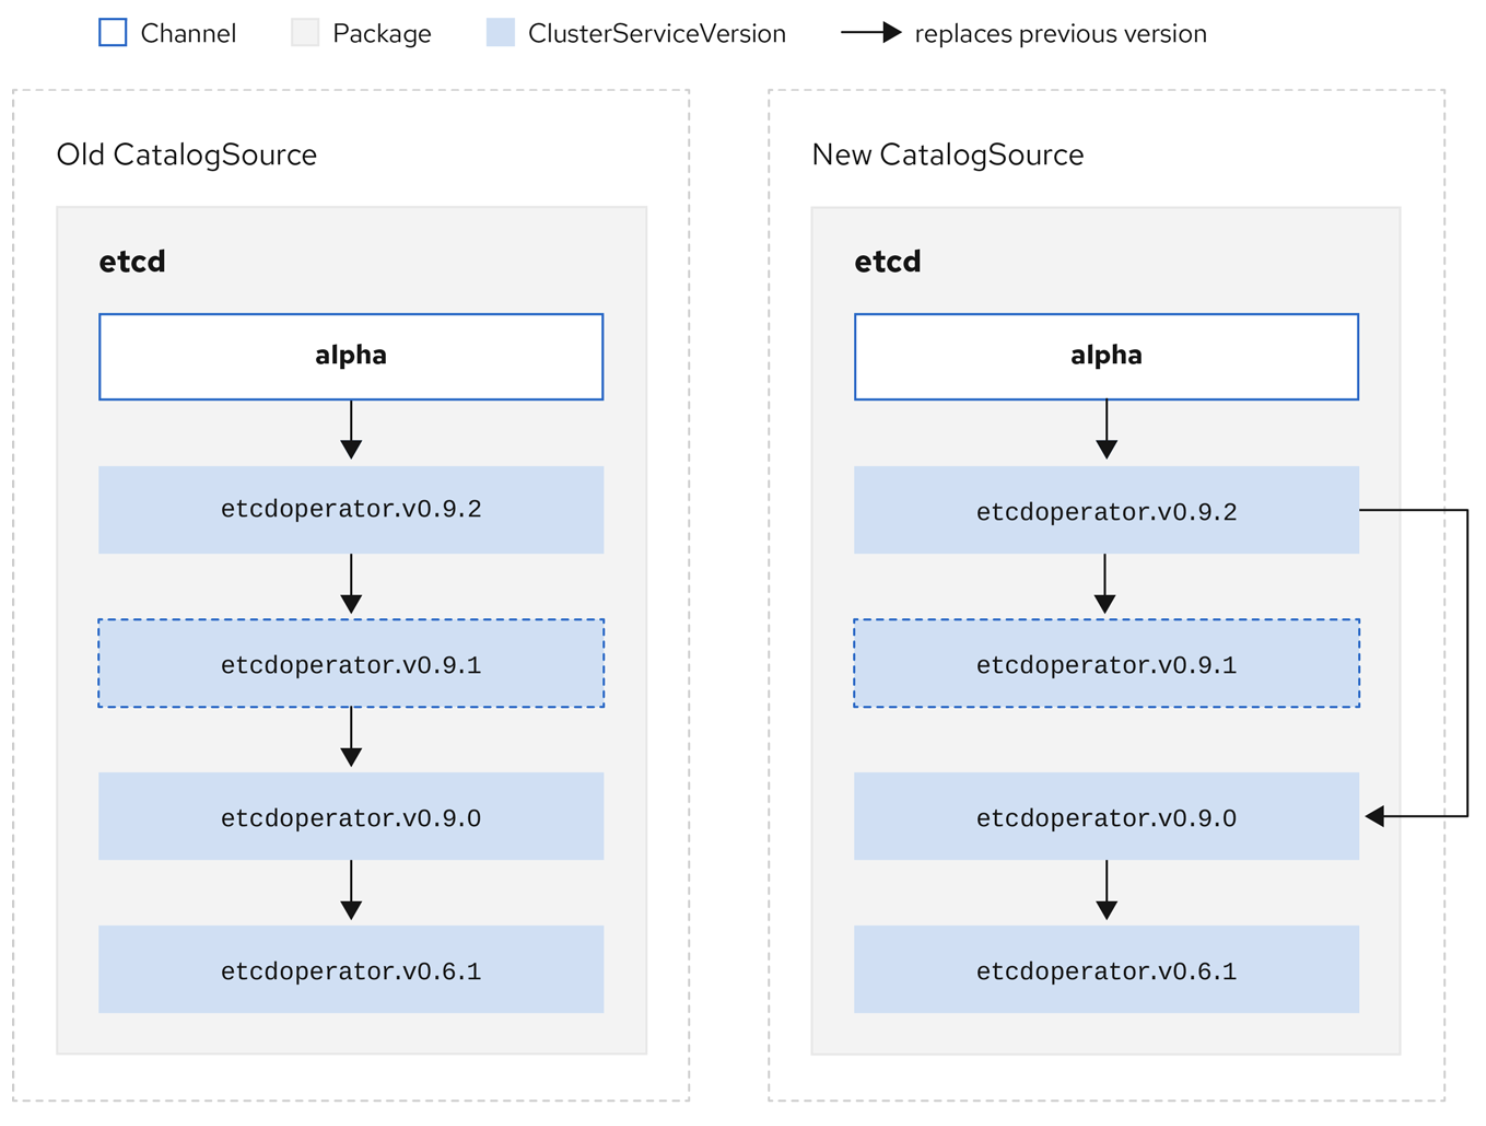 Channel
Package
ClusterServiceVersion
replaces previous version
Old CatalogSource
etcd
alpha
etcdoperator.v0.9.2
etcdoperator.v0.9.1
etcdoperator.v0.9.0
etcdoperator.v0.6.1
New CatalogSource
etcd
alpha
etcdoperator.v0.9.2
etcdoperator.v0.9.1
etcdoperator.v0.9.0
etcdoperator.v0.6.1